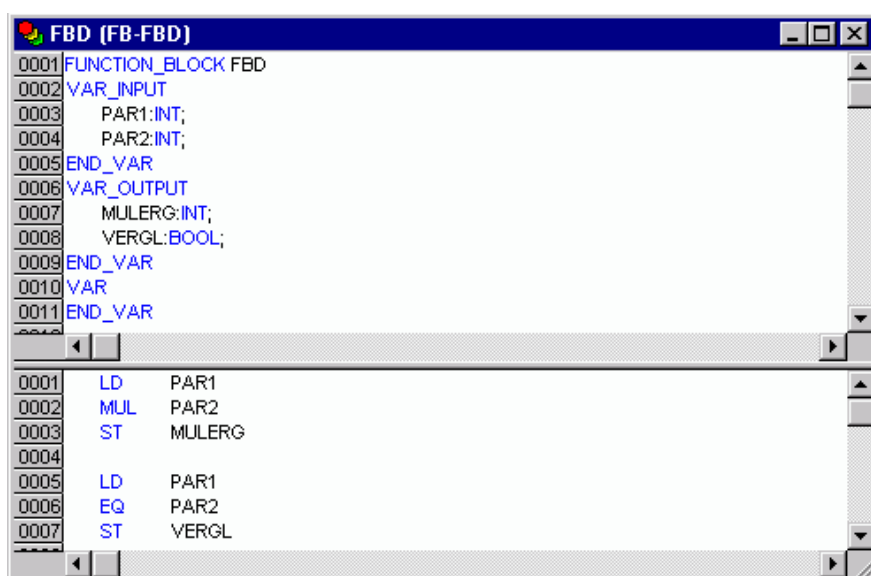 FBD (FB-FBD)
0001 FUNCTION_BLOCK FBD
0002 VAR_INPUT
0003 PAR1:INT;
0004 PAR2:INT;
0005 END_VAR
0006 VAR_OUTPUT
0007 MULERG:INT;
0008 VERGL:BOOL;
0009 END_VAR
0010 VAR
0011 END_VAR
0001 LD PAR1
0002 MUL PAR2
0003 ST MULERG
0004
0005 LD PAR1
0006 EQ PAR2
0007 ST VERGL